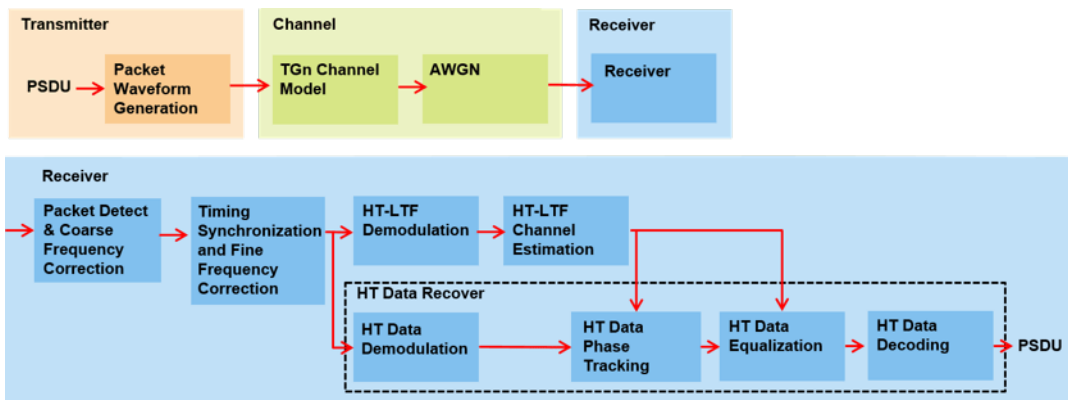 Transmitter
PSDU
Packet
Waveform
Generation
Channel
TGn Channel
Model
AWGN
Receiver
Receiver
Receiver
Packet Detect
& Coarse
Frequency
Correction
Timing
Synchronization
and Fine
Frequency
Correction
HT-LTF
Demodulation
HT-LTF
Channel
Estimation
HT Data Recover
HT Data
Demodulation
HT Data
Phase
Tracking
HT Data
Equalization
HT Data
Decoding
PSDU